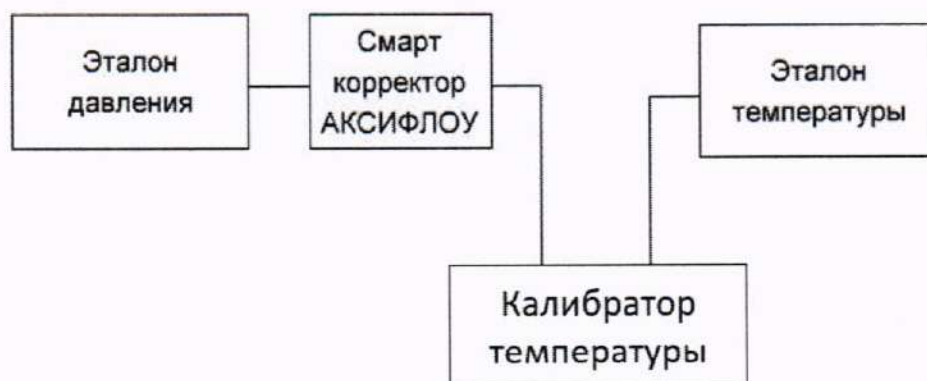 Эталон
давления
Смарт
корректор
АКСИФЛОУ
Эталон
температуры
Калибратор
температуры